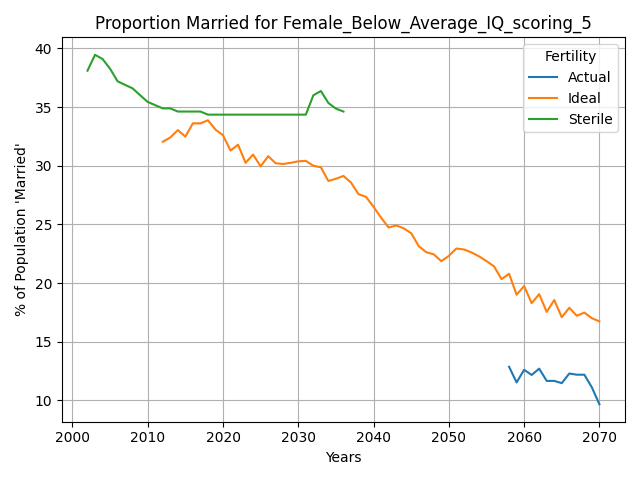 Proportion Married for Female_Below_Average_IQ_scoring_5
% of Population 'Married'
40
35
30
25
20
15
10
Fertility
Actual
Ideal
Sterile
2000 2010 2020 2030 2040 2050 2060 2070
Years